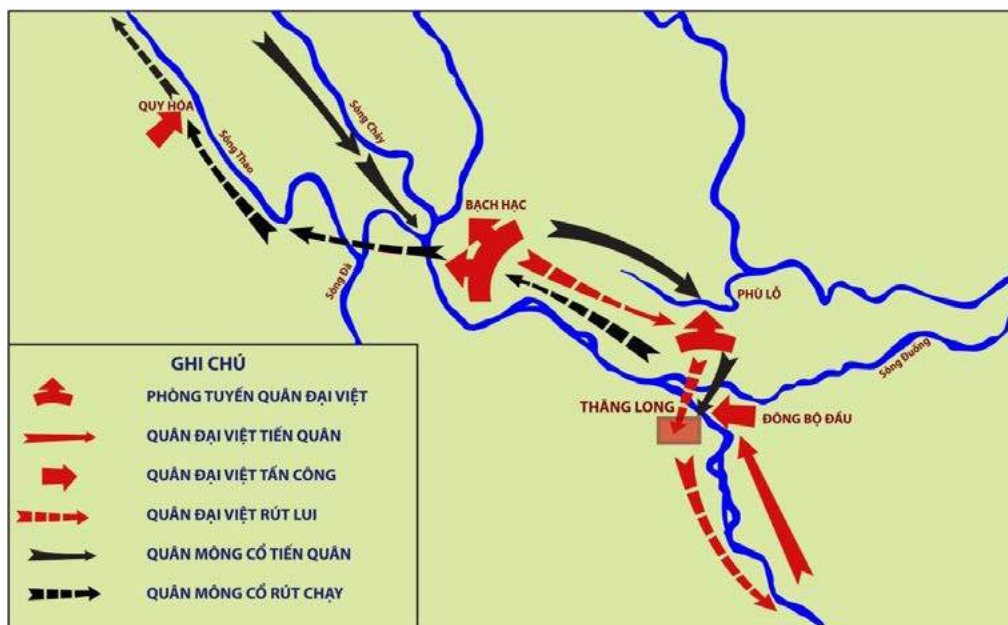 QUY HÓA
Sông Thao
Sông Chảy
BẠCH HẠC
Sông Đà
PHÙ LỖ
Sông Đuống
THĂNG LONG
ĐÔNG BỘ ĐẦU
GHI CHÚ
PHÒNG TUYẾN QUÂN ĐẠI VIỆT
QUÂN ĐẠI VIỆT TIẾN QUÂN
QUÂN ĐẠI VIỆT TẤN CÔNG
QUÂN ĐẠI VIỆT RÚT LUI
QUÂN MÔNG CỔ TIẾN QUÂN
QUÂN MÔNG CỔ RÚT CHẠY